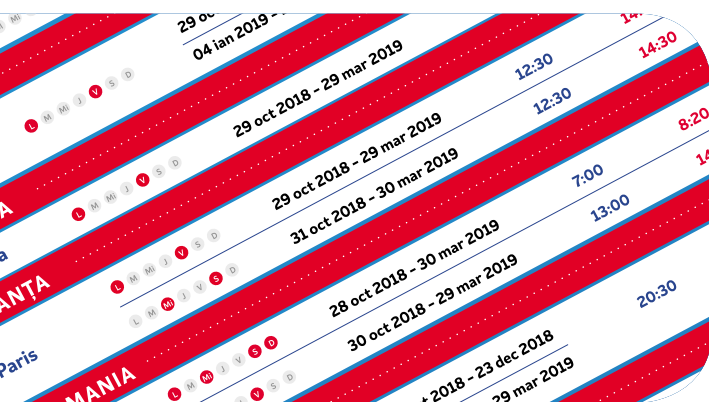 04 ian 2019 –
14:30
L M Mi J V S D
29 oct 2018 – 29 mar 2019
12:30
L M Mi J V S D
29 oct 2018 – 29 mar 2019
12:30
ANȚA
L M Mi J V S D
31 oct 2018 – 30 mar 2019
8:20
L M Mi J V S D
7:00
Paris
28 oct 2018 – 30 mar 2019
13:00
MANIA
L M Mi J V S D
30 oct 2018 – 29 mar 2019
V S D
20:30
2018 – 23 dec 2018
29 mar 2019